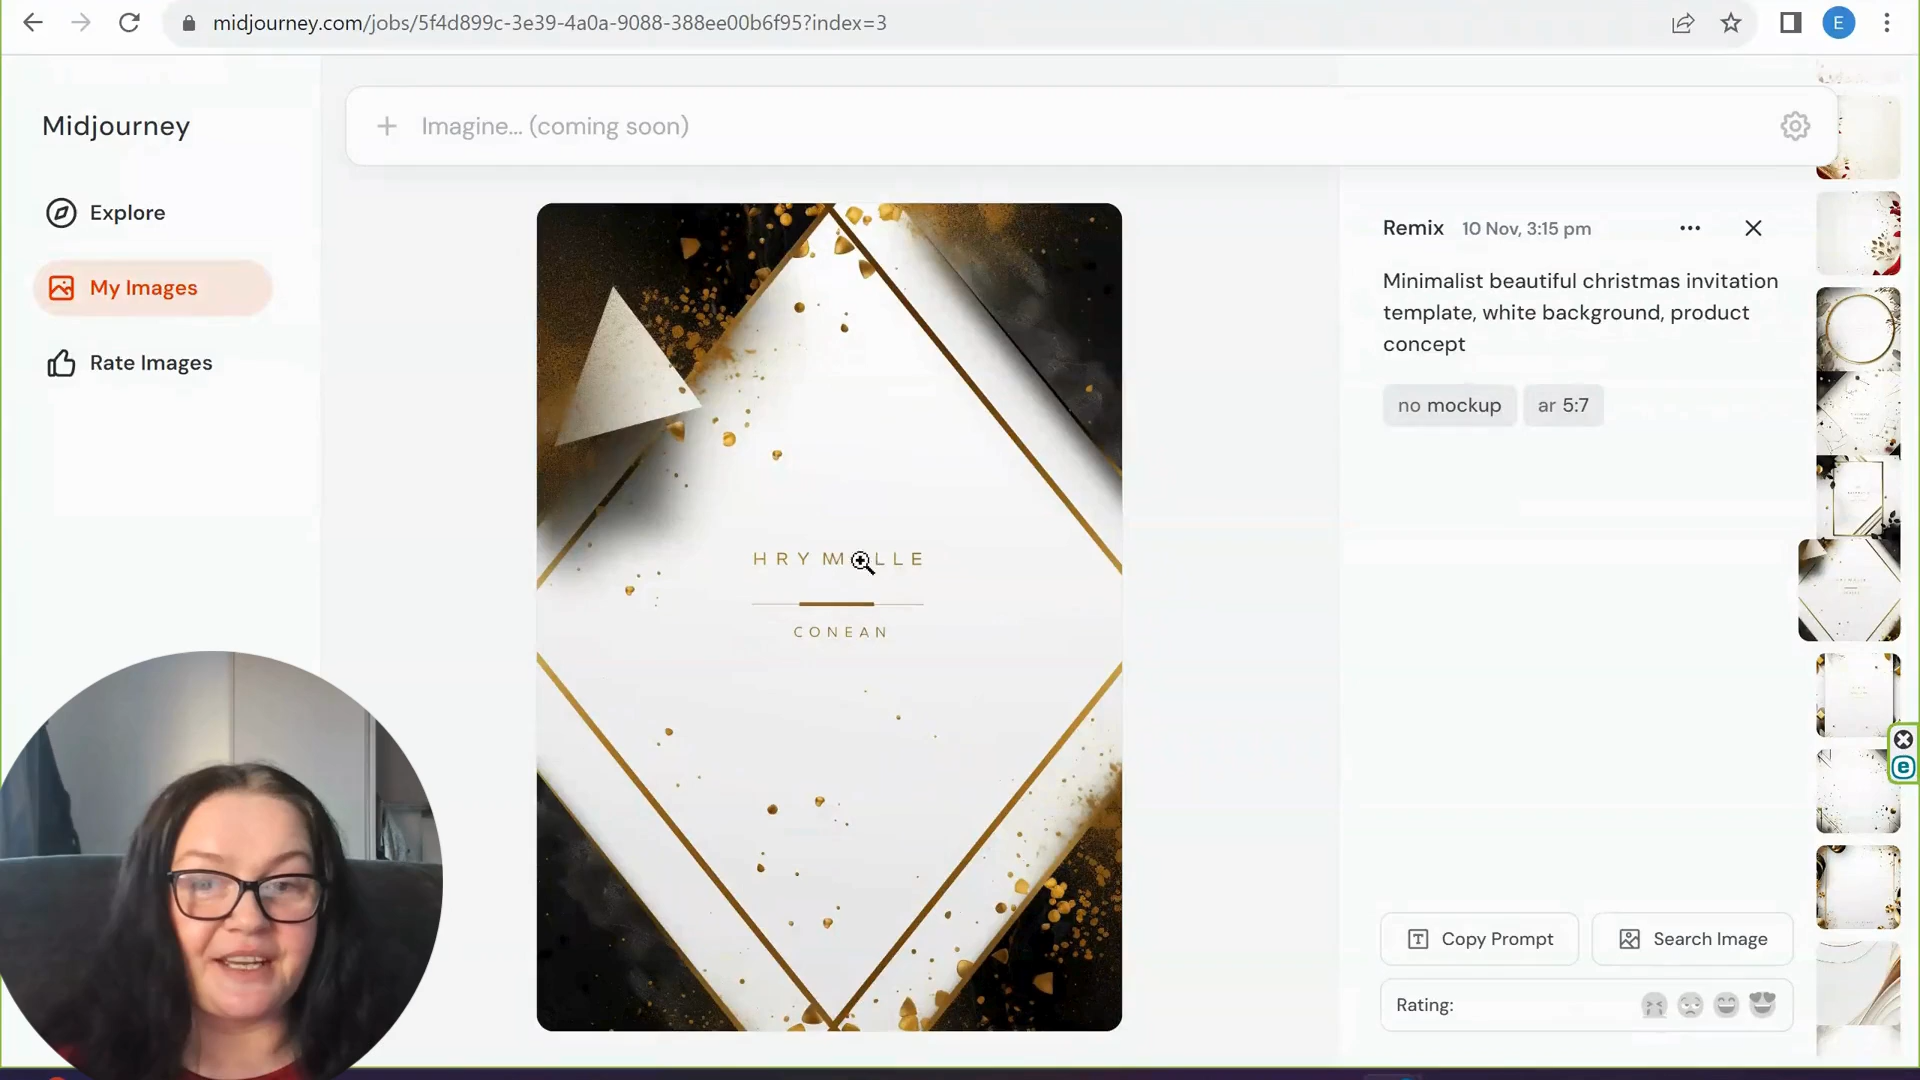 midjourney.com/jobs/5f4d899c-3e39-4a0a-9088-388ee00b6f95?index=3
E
Midjourney
Imagine... (coming soon)
Explore
My Images
Rate Images
Remix 10 Nov, 3:15 pm
Minimalist beautiful christmas invitation
template, white background, product
concept
no mockup ar 5:7
HRY M LLE
CONEAN
Copy Prompt Search Image
Rating:
e